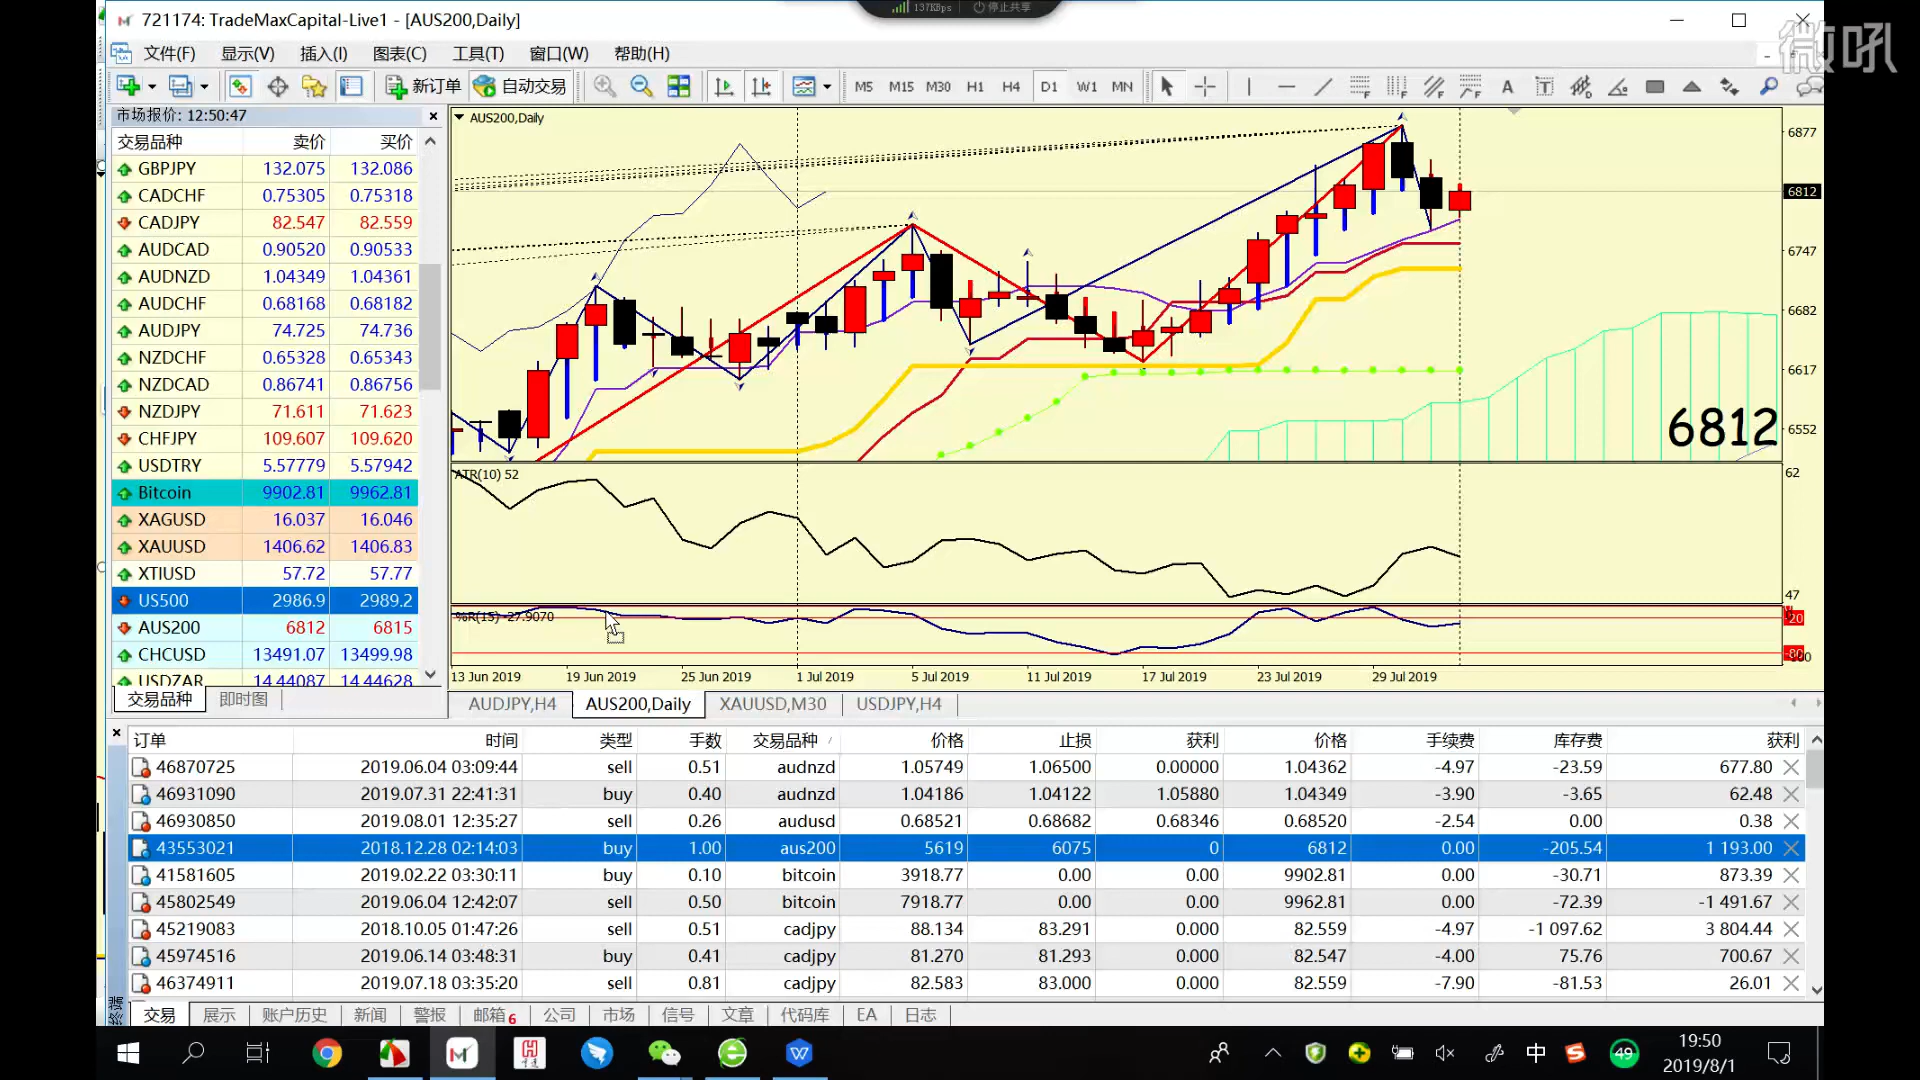 721174: TradeMaxCapital-Live1 - [AUS200,Daily]
137KBps 停止共享
微吼
文件(F) 显示(V) 插入(I) 图表(C) 工具(T) 窗口(W) 帮助(H)
新订单 自动交易 M5 M15 M30 H1 H4 D1 W1 MN A T
市场报价: 12:50:47
交易品种 卖价 买价
GBPJPY 132.075 132.086
CADCHF 0.75305 0.75318
CADJPY 82.547 82.559
AUDCAD 0.90520 0.90533
AUDNZD 1.04349 1.04361
AUDCHF 0.68168 0.68182
AUDJPY 74.725 74.736
NZDCHF 0.65328 0.65343
NZDCAD 0.86741 0.86756
NZDJPY 71.611 71.623
CHFJPY 109.607 109.620
USDTRY 5.57779 5.57942
Bitcoin 9902.81 9962.81
XAGUSD 16.037 16.046
XAUUSD 1406.62 1406.83
XTIUSD 57.72 57.77
US500 2986.9 2989.2
AUS200 6812 6815
CHCUSD 13491.07 13499.98
USDZAR 14.44087 14.44628
交易品种 即时图
AUS200,Daily
6877
6812
6747
6682
6617
6552
6812
ATR(10) 52
62
47
%R(15) -27.9070
-20
-80
13 Jun 2019 19 Jun 2019 25 Jun 2019 1 Jul 2019 5 Jul 2019 11 Jul 2019 17 Jul 2019 23 Jul 2019 29 Jul 2019
AUDJPY,H4 AUS200,Daily XAUUSD,M30 USDJPY,H4
订单 时间 类型 手数 交易品种 / 价格 止损 获利 价格 手续费 库存费 获利
46870725 2019.06.04 03:09:44 sell 0.51 audnzd 1.05749 1.06500 0.00000 1.04362 -4.97 -23.59 677.80
46931090 2019.07.31 22:41:31 buy 0.40 audnzd 1.04186 1.04122 1.05880 1.04349 -3.90 -3.65 62.48
46930850 2019.08.01 12:35:27 sell 0.26 audusd 0.68521 0.68682 0.68346 0.68520 -2.54 0.00 0.38
43553021 2018.12.28 02:14:03 buy 1.00 aus200 5619 6075 0 6812 0.00 -205.54 1 193.00
41581605 2019.02.22 03:30:11 buy 0.10 bitcoin 3918.77 0.00 0.00 9902.81 0.00 -30.71 873.39
45802549 2019.06.04 12:42:07 sell 0.50 bitcoin 7918.77 0.00 0.00 9962.81 0.00 -72.39 -1 491.67
45219083 2018.10.05 01:47:26 sell 0.51 cadjpy 88.134 83.291 0.000 82.559 -4.97 -1 097.62 3 804.44
45974516 2019.06.14 03:48:31 buy 0.41 cadjpy 81.270 81.293 0.000 82.547 -4.00 75.76 700.67
46374911 2019.07.18 03:35:20 sell 0.81 cadjpy 82.583 83.000 0.000 82.559 -7.90 -81.53 26.01
终端
交易 展示 账户历史 新闻 警报 邮箱6 公司 市场 信号 文章 代码库 EA 日志
中 49 19:50
2019/8/1